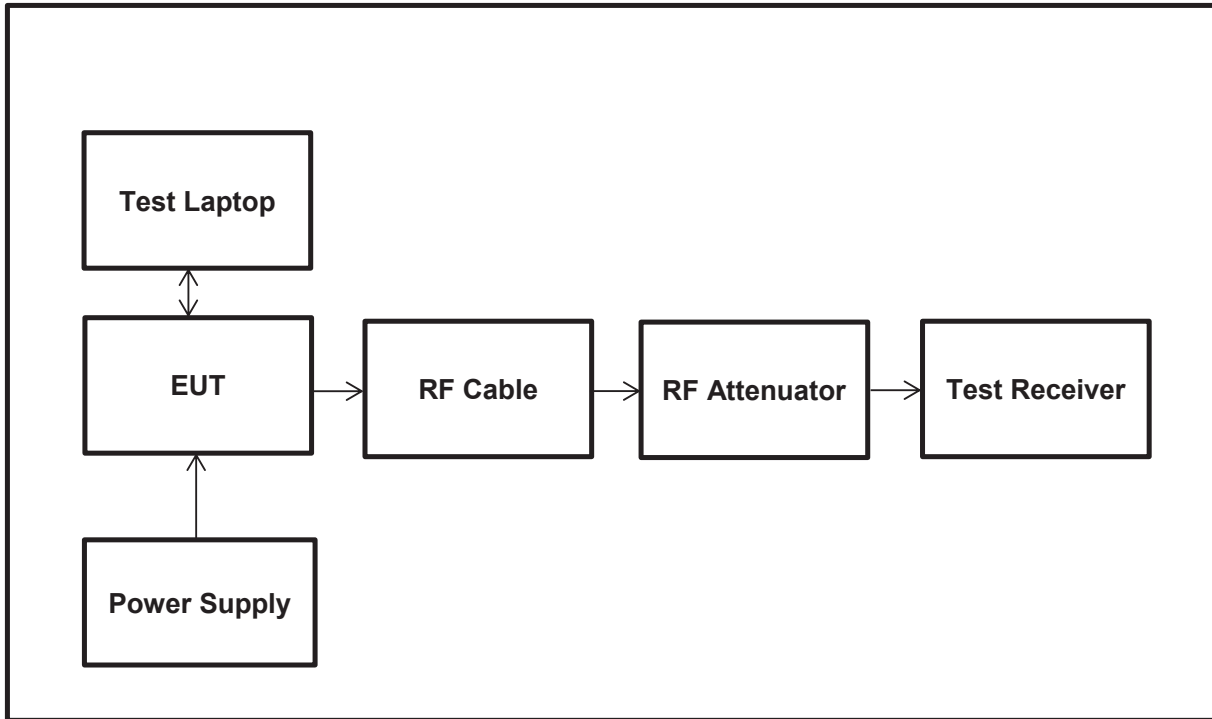 Test Laptop
EUT
RF Cable
RF Attenuator
Test Receiver
Power Supply